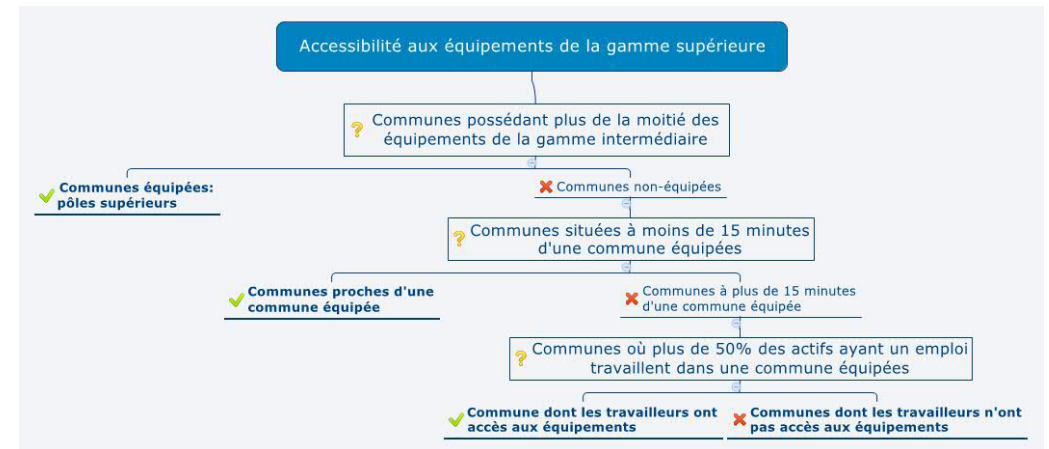 Accessibilité aux équipements de la gamme supérieure
Communes possédant plus de la moitié des
équipements de la gamme intermédiaire
Communes équipées:
pôles supérieurs
Communes non-équipées
Communes situées à moins de 15 minutes
d'une commune équipées
Communes proches d'une
commune équipée
Communes à plus de 15 minutes
d'une commune équipée
Communes où plus de 50% des actifs ayant un emploi
travaillent dans une commune équipées
Commune dont les travailleurs ont
accès aux équipements
Communes dont les travailleurs n'ont
pas accès aux équipements